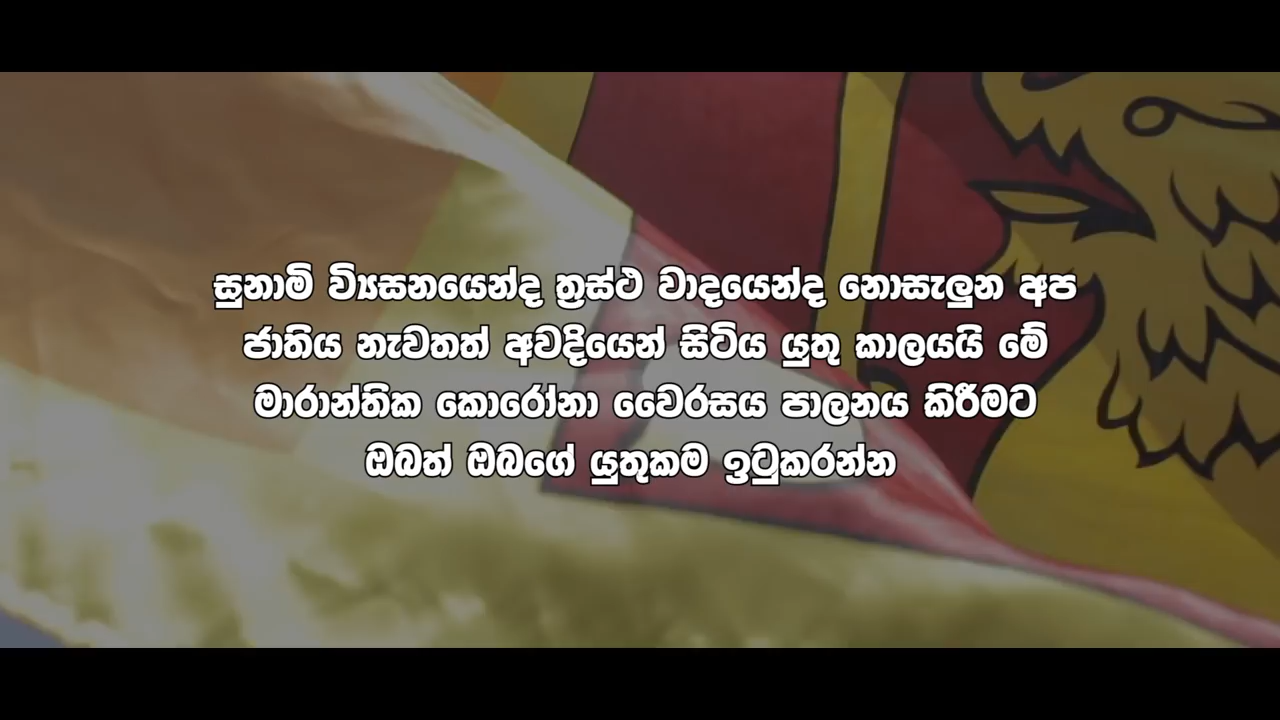 සුනාමි ව්‍යසනයෙන්ද ත්‍රස්ථ වාදයෙන්ද නොසැලුන අප
ජාතිය නැවතත් අවදියෙන් සිටිය යුතු කාලයයි මේ
මාරාන්තික කොරෝනා වෛරසය පාලනය කිරීමට
ඔබත් ඔබගේ යුතුකම ඉටුකරන්න